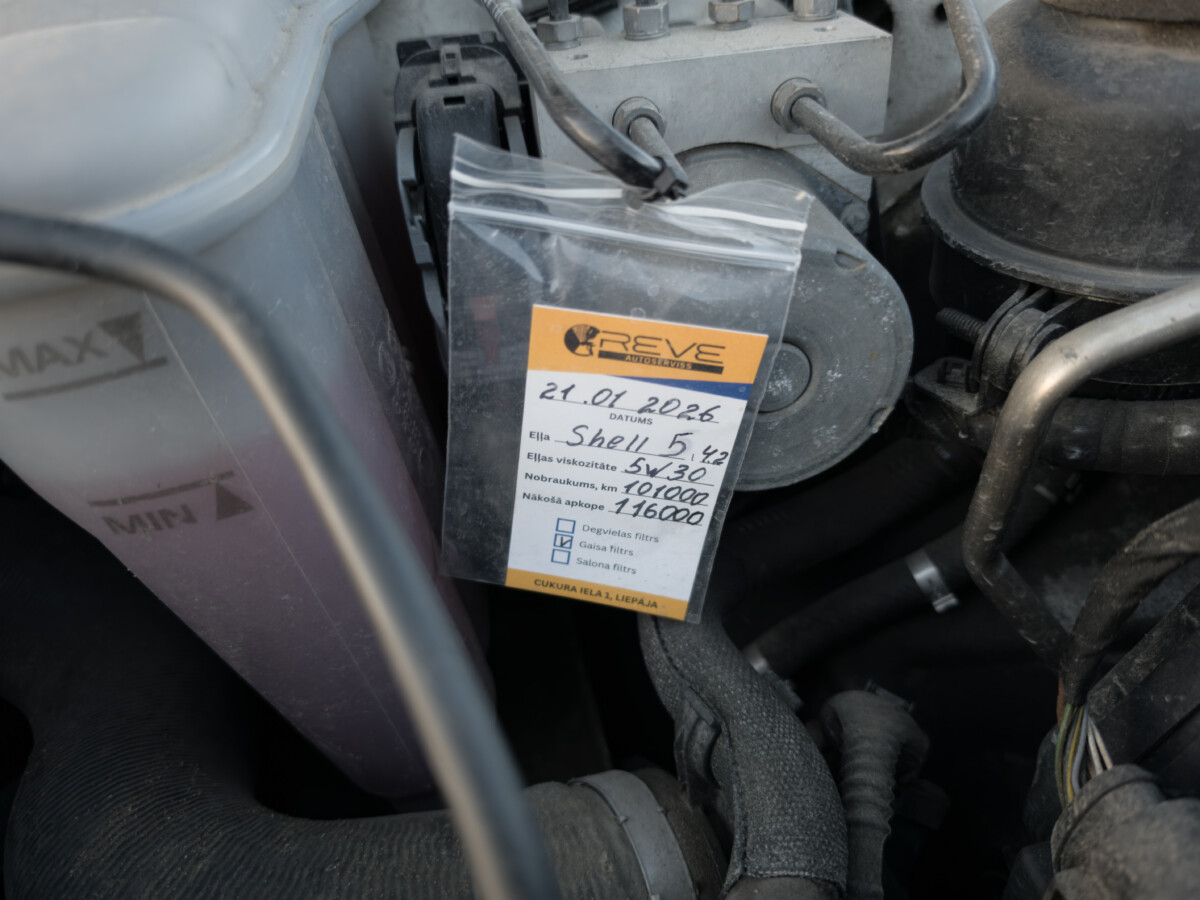 MAX
MIN
REVE
AUTOSERVISS
21.01 2026
DATUMS
Eļļa Shell 5, 42
Eļļas viskozitāte 5W30
Nobraukums, km 101000
Nākošā apkope 116000
Degvielas filtrs
Gaisa filtrs
Salona filtrs
CUKURA IELA 1, LIEPĀJA